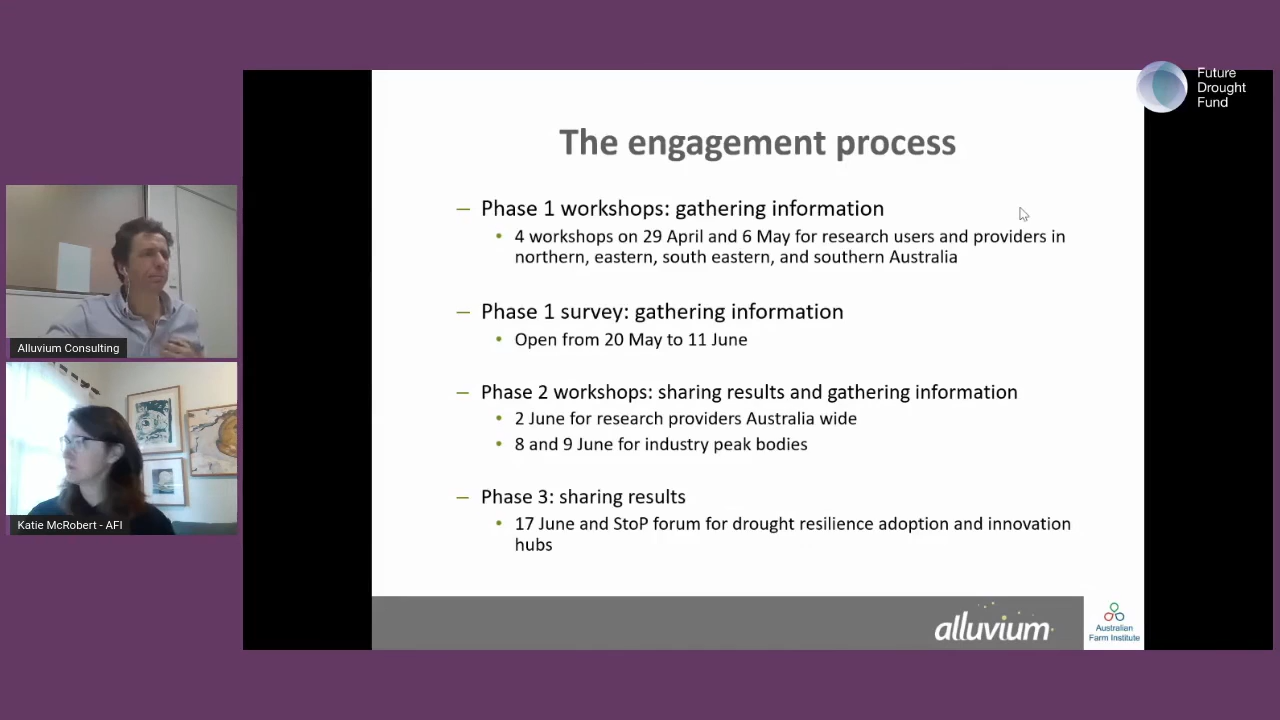 Future
Drought
Fund
The engagement process
– Phase 1 workshops: gathering information
• 4 workshops on 29 April and 6 May for research users and providers in
northern, eastern, south eastern, and southern Australia
– Phase 1 survey: gathering information
• Open from 20 May to 11 June
– Phase 2 workshops: sharing results and gathering information
• 2 June for research providers Australia wide
• 8 and 9 June for industry peak bodies
– Phase 3: sharing results
• 17 June and StoP forum for drought resilience adoption and innovation
hubs
Alluvium Consulting
Katie McRobert - AFI
alluvium
Australian
Farm Institute